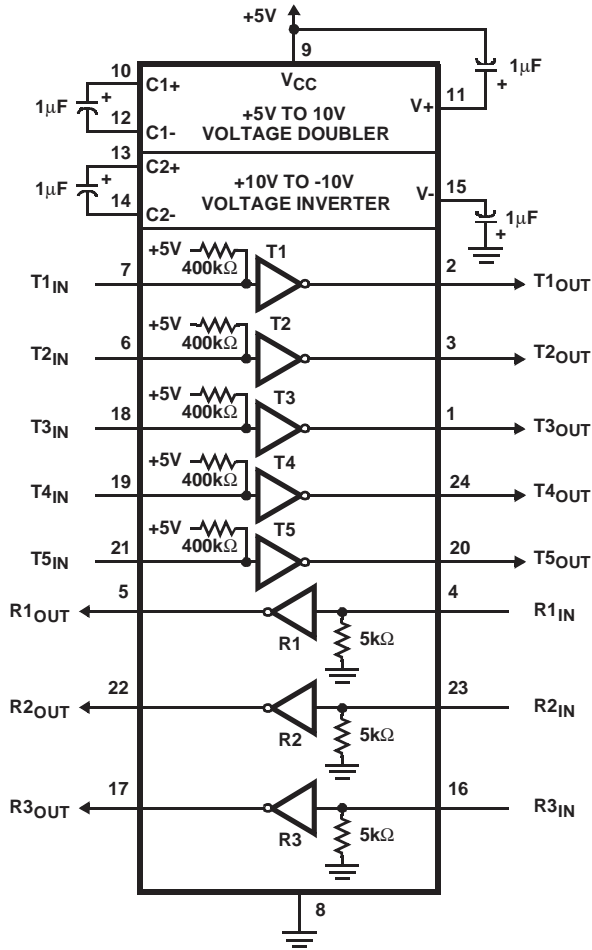 +5V
9
10
C1+
VCC
1μF
+
1μF
+
+5V TO 10V
VOLTAGE DOUBLER
V+
11
12
C1-
13
C2+
1μF
+
+10V TO -10V
VOLTAGE INVERTER
V-
15
14
C2-
1μF
+
+5V
400kΩ
T1
T1IN
7
2
T1OUT
+5V
400kΩ
T2
T2IN
6
3
T2OUT
+5V
400kΩ
T3
T3IN
18
1
T3OUT
+5V
400kΩ
T4
T4IN
19
24
T4OUT
+5V
400kΩ
T5
T5IN
21
20
T5OUT
R1OUT
5
4
R1IN
R1
5kΩ
R2OUT
22
23
R2IN
R2
5kΩ
R3OUT
17
16
R3IN
R3
5kΩ
8